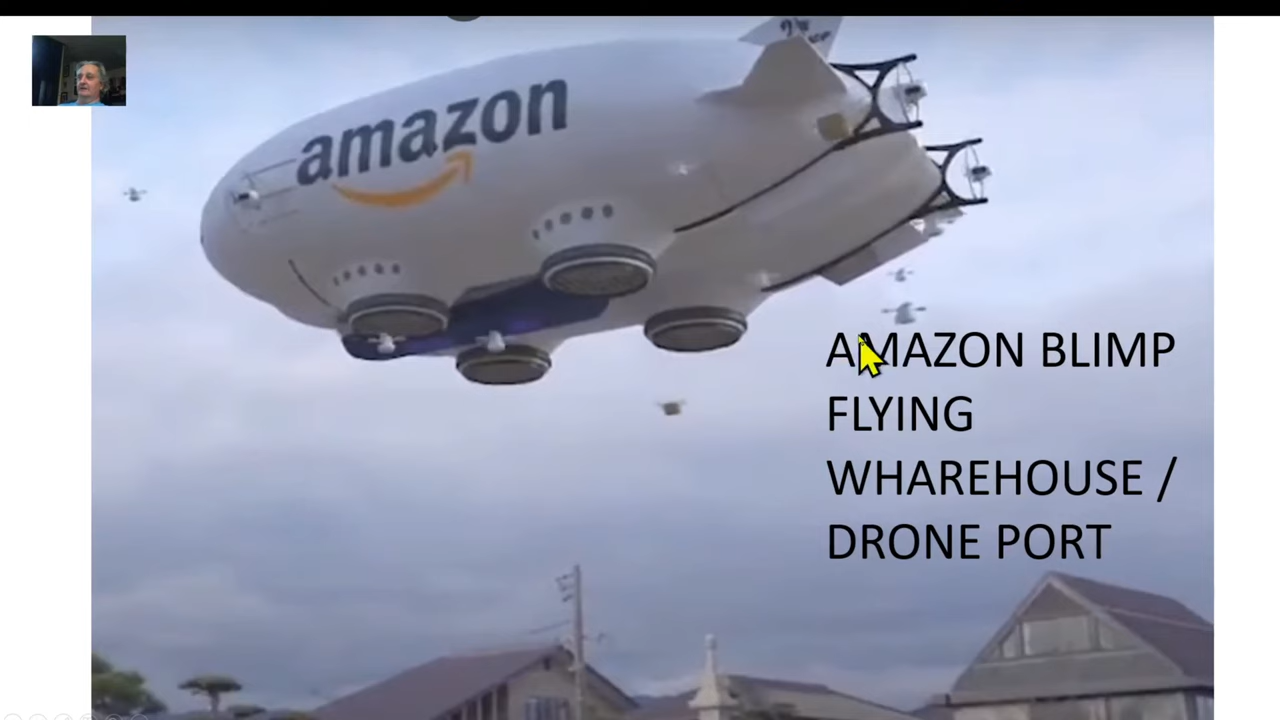 amazon
AMAZON BLIMP
FLYING
WHAREHOUSE /
DRONE PORT